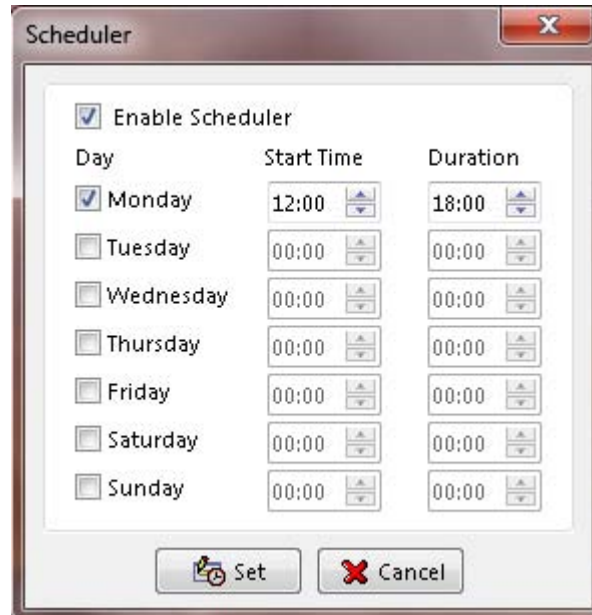 Scheduler
Enable Scheduler
Day Start Time Duration
Monday 12:00 18:00
Tuesday 00:00 00:00
Wednesday 00:00 00:00
Thursday 00:00 00:00
Friday 00:00 00:00
Saturday 00:00 00:00
Sunday 00:00 00:00
Set Cancel